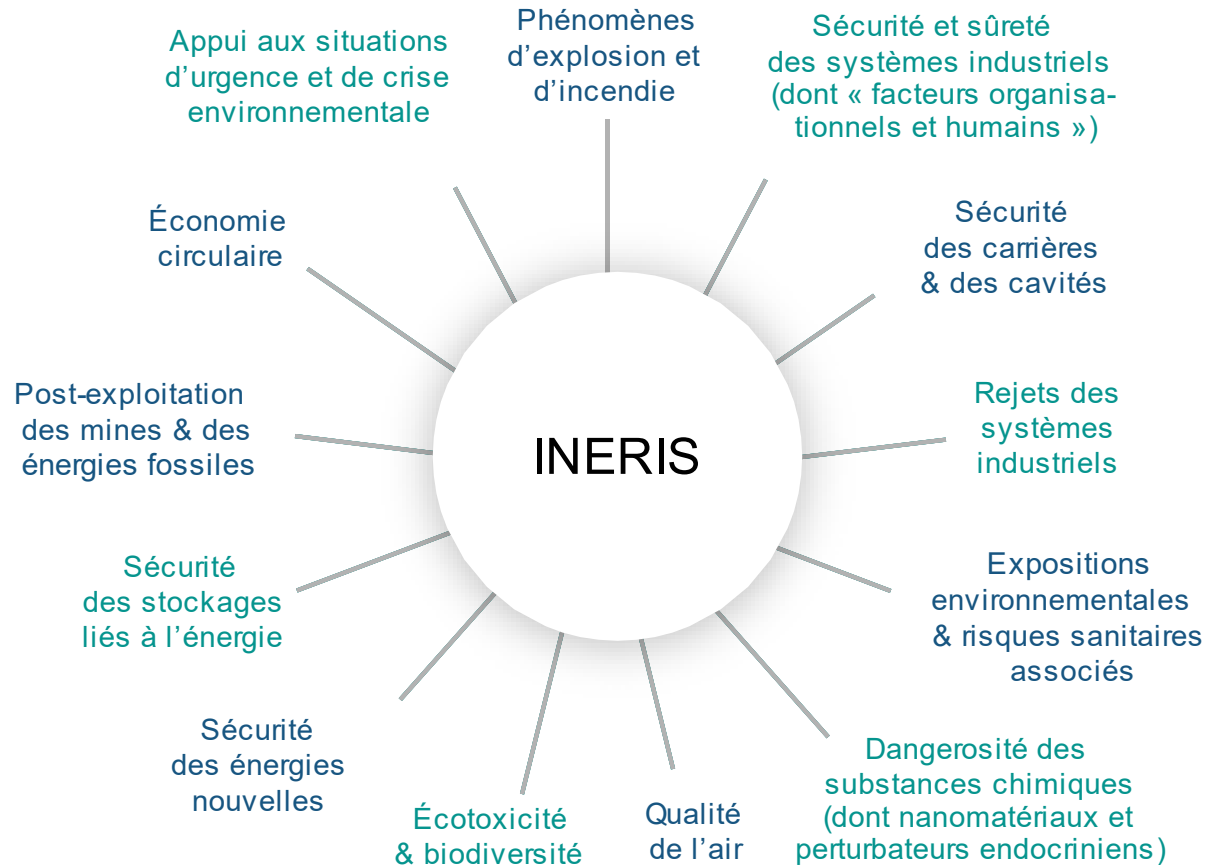 Phénomènes
d’explosion et
d’incendie
Sécurité et sûreté
des systèmes industriels
(dont « facteurs organisa-
tionnels et humains »)
Sécurité
des carrières
& des cavités
Rejets des
systèmes
industriels
Expositions
environnementales
& risques sanitaires
associés
Dangerosité des
substances chimiques
(dont nanomatériaux et
perturbateurs endocriniens)
Qualité
de l’air
Écotoxicité
& biodiversité
Sécurité
des énergies
nouvelles
Sécurité
des stockages
liés à l’énergie
Post-exploitation
des mines & des
énergies fossiles
Économie
circulaire
Appui aux situations
d’urgence et de crise
environnementale
INERIS